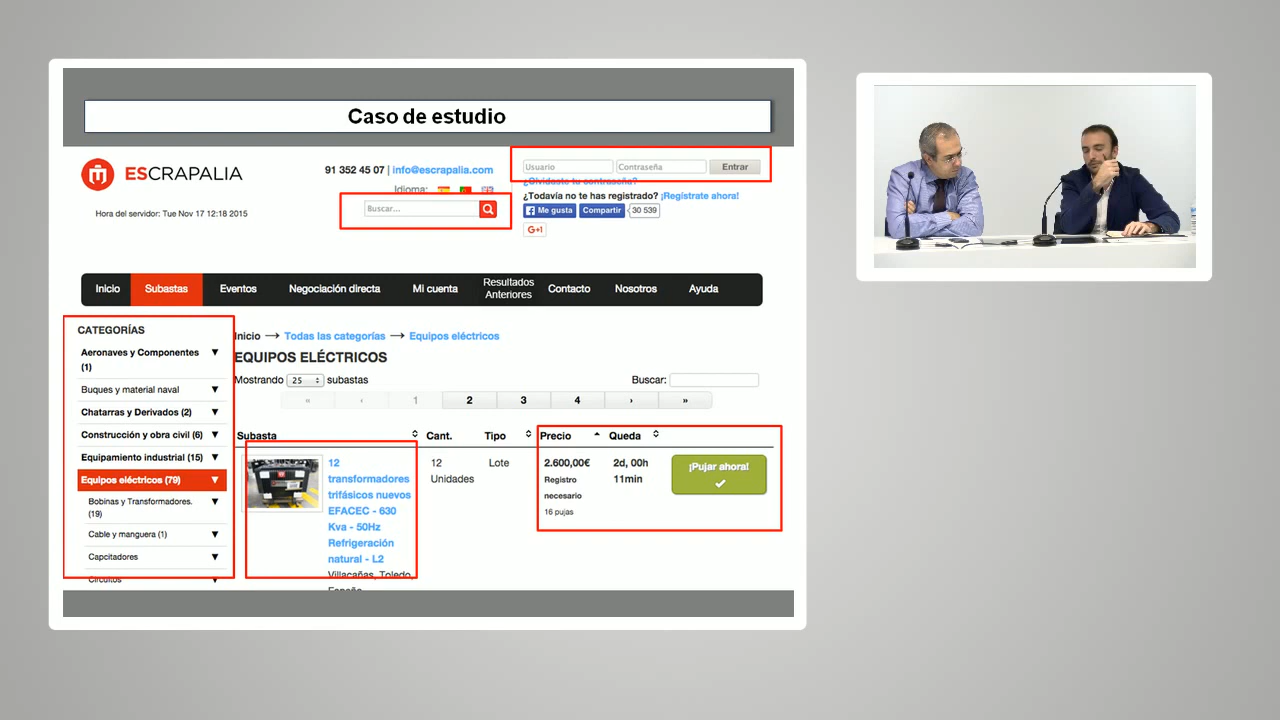 Caso de estudio
ESCRAPALIA
91 352 45 07 | info@escrapalia.com
Idioma:
Hora del servidor: Tue Nov 17 12:18 2015
Buscar...
Usuario
Contraseña
Entrar
¿Olvidaste tu contraseña?
¿Todavía no te has registrado? ¡Regístrate ahora!
Me gusta
Compartir
30 539
G+1
Inicio
Subastas
Eventos
Negociación directa
Mi cuenta
Resultados
Anteriores
Contacto
Nosotros
Ayuda
CATEGORÍAS
Aeronaves y Componentes
(1)
Buques y material naval
Chatarras y Derivados (2)
Construcción y obra civil (6)
Equipamiento industrial (15)
Equipos eléctricos (79)
Bobinas y Transformadores.
(19)
Cable y manguera (1)
Capcitadores
Circuitos
Inicio → Todas las categorías → Equipos eléctricos
EQUIPOS ELÉCTRICOS
Mostrando 25 subastas
Buscar:
« ‹ 1 2 3 4 › »
Subasta
Cant.
Tipo
Precio
Queda
12
transformadores
trifásicos nuevos
EFACEC - 630
Kva - 50Hz
Refrigeración
natural - L2
Villacañas, Toledo,
España
12
Unidades
Lote
2.600,00€
Registro
necesario
16 pujas
2d, 00h
11min
¡Pujar ahora!